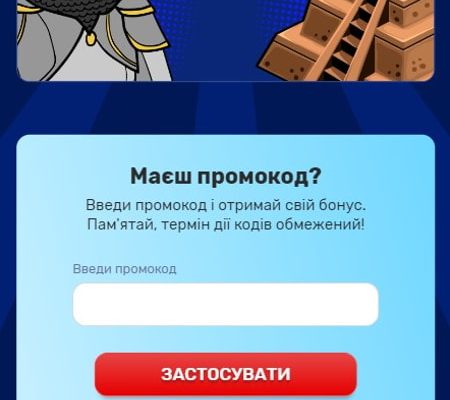 Маєш промокод?
Введи промокод і отримай свій бонус.
Пам'ятай, термін дії кодів обмежений!
Введи промокод
ЗАСТОСУВАТИ